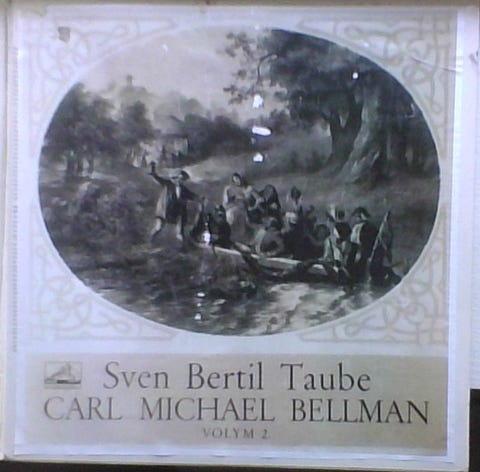 Sven Bertil Taube
CARL MICHAEL BELLMAN
VOLYM 2